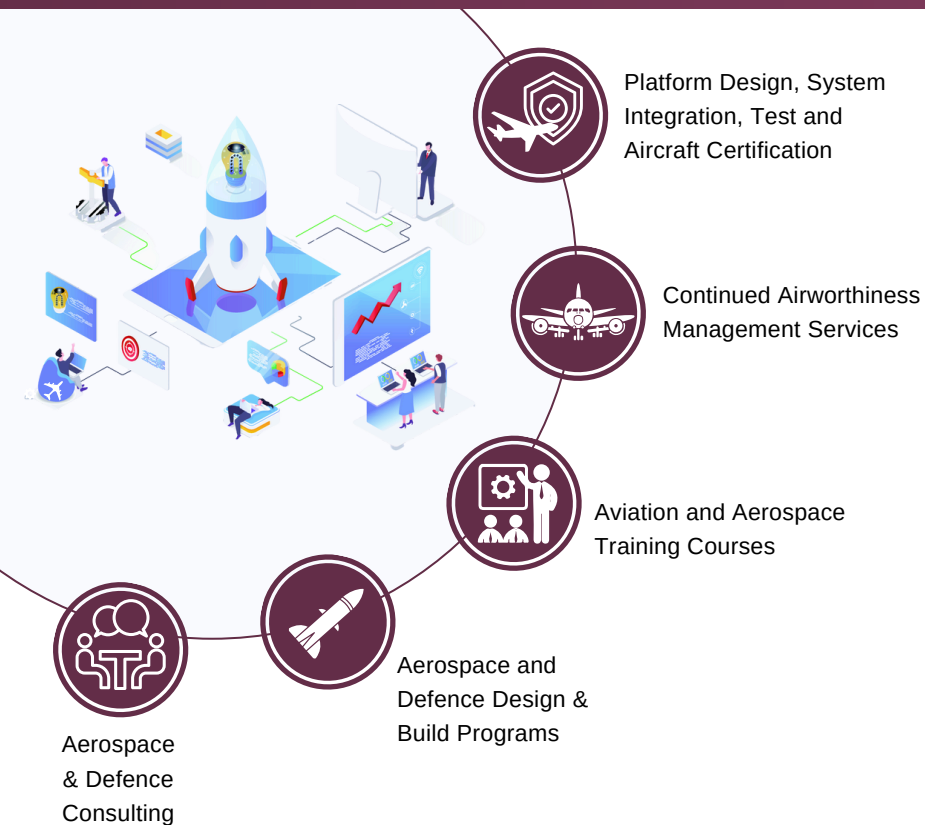 Platform Design, System
Integration, Test and
Aircraft Certification
Continued Airworthiness
Management Services
Aviation and Aerospace
Training Courses
Aerospace and
Defence Design &
Build Programs
Aerospace
& Defence
Consulting